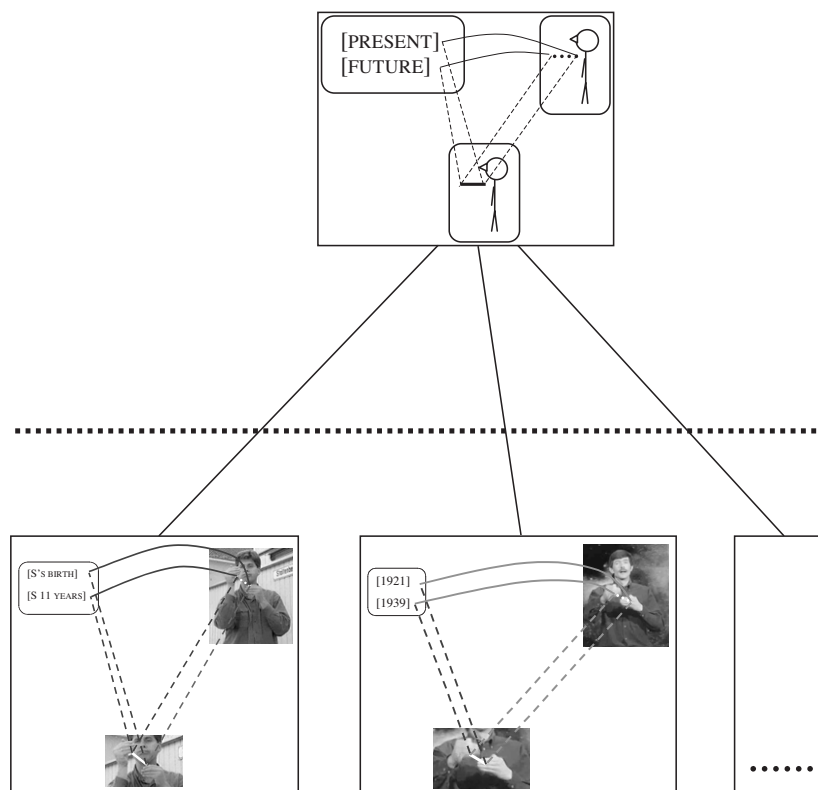 [PRESENT]
[FUTURE]
[S'S BIRTH]
[S 11 YEARS]
[1921]
[1939]